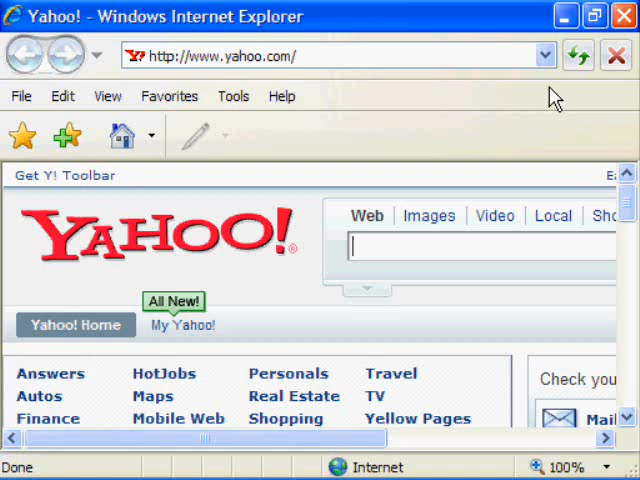 Yahoo! - Windows Internet Explorer
Y! http://www.yahoo.com/
File Edit View Favorites Tools Help
Get Y! Toolbar
YAHOO!®
Web | Images | Video | Local |
All New!
Yahoo! Home My Yahoo!
Answers HotJobs Personals Travel
Autos Maps Real Estate TV
Finance Mobile Web Shopping Yellow Pages
Check you
Mail
Done Internet 100%